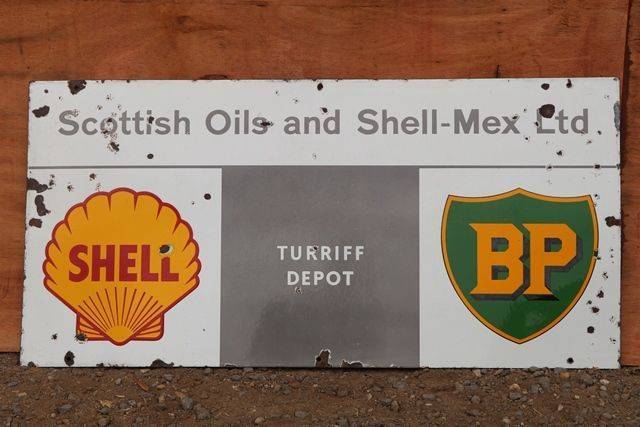 Scottish Oils and Shell-Mex Ltd
SHELL
TURRIFF
DEPOT
BP